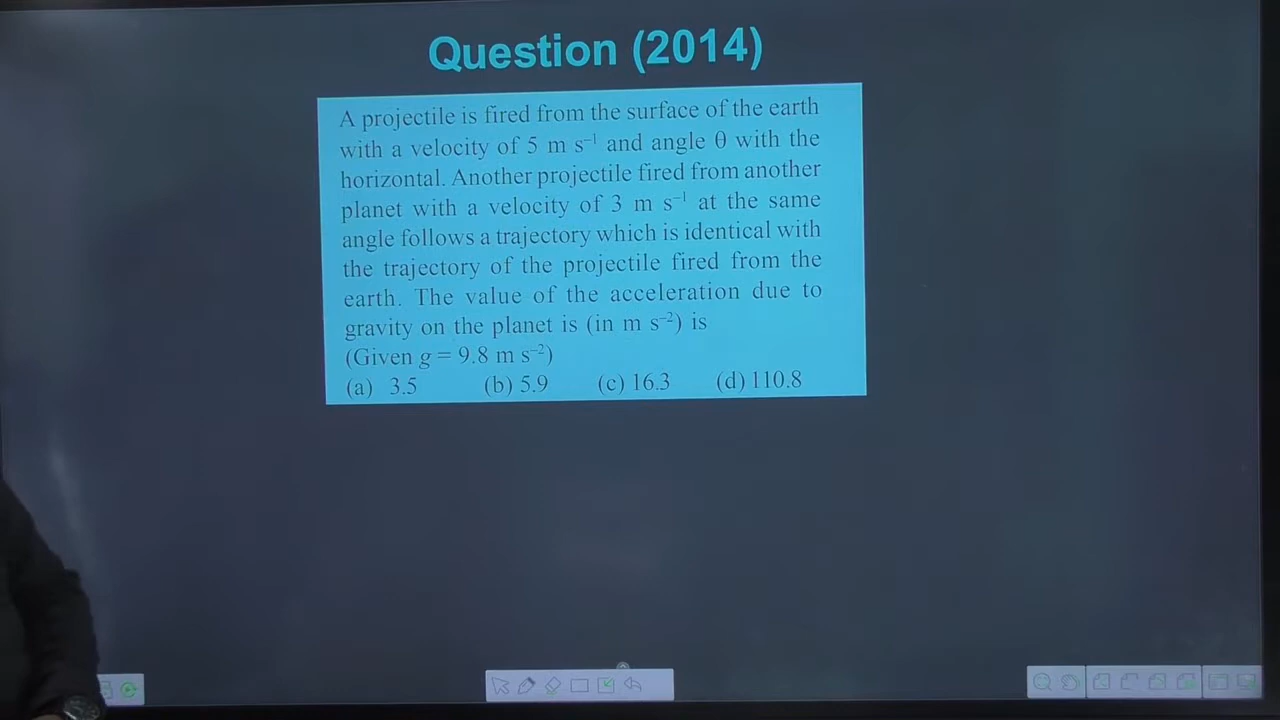 Question (2014)
A projectile is fired from the surface of the earth
with a velocity of 5 m s⁻¹ and angle θ with the
horizontal. Another projectile fired from another
planet with a velocity of 3 m s⁻¹ at the same
angle follows a trajectory which is identical with
the trajectory of the projectile fired from the
earth. The value of the acceleration due to
gravity on the planet is (in m s⁻²) is
(Given g = 9.8 m s⁻²)
(a) 3.5 (b) 5.9 (c) 16.3 (d) 110.8